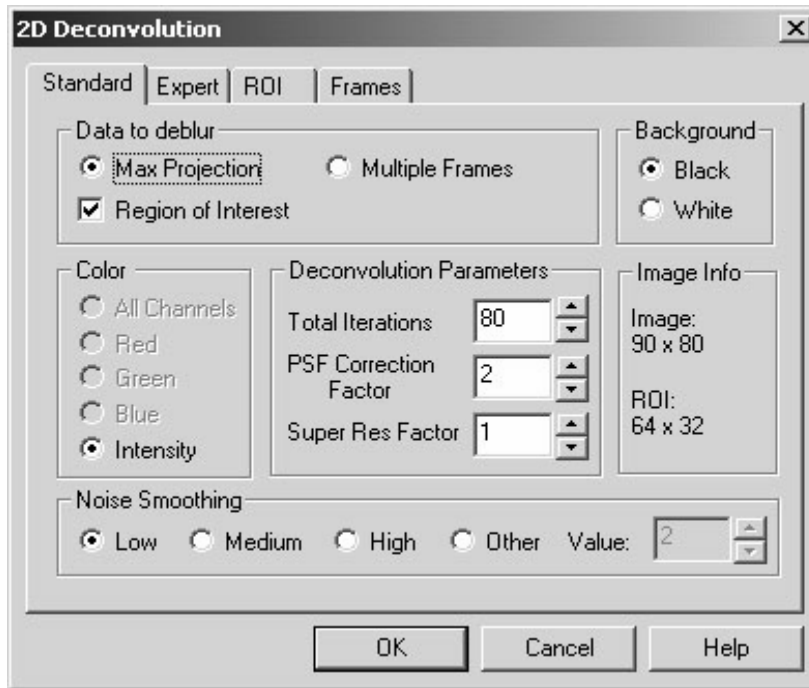 2D Deconvolution
Standard Expert ROI Frames
Data to deblur
Max Projection Multiple Frames
Region of Interest
Background
Black
White
Color
All Channels
Red
Green
Blue
Intensity
Deconvolution Parameters
Total Iterations 80
PSF Correction
Factor 2
Super Res Factor 1
Image Info
Image:
90 x 80
ROI:
64 x 32
Noise Smoothing
Low Medium High Other Value: 2
OK Cancel Help